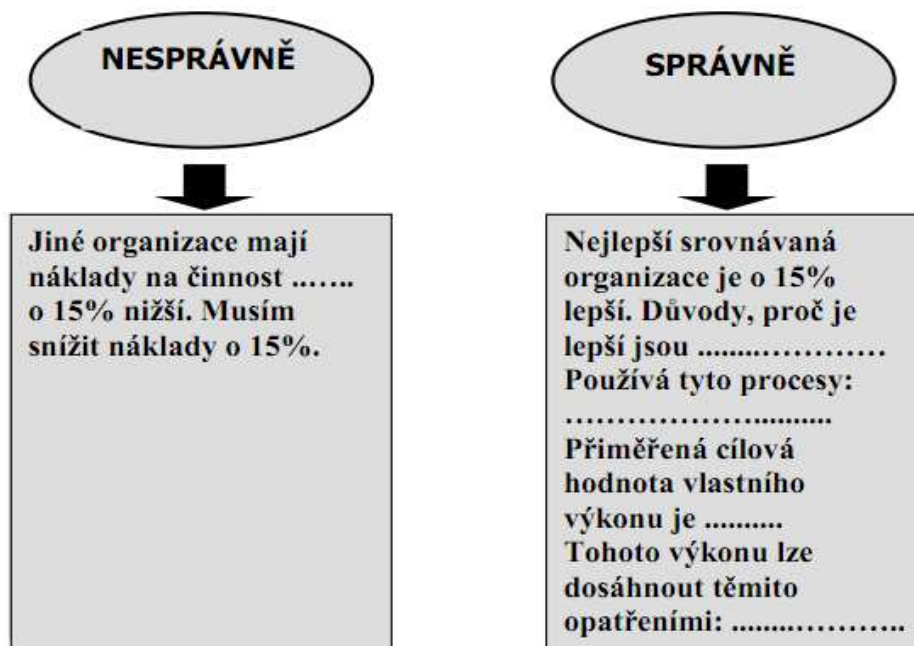 NESPRÁVNĚ
Jiné organizace mají
náklady na činnost ..…..
o 15% nižší. Musím
snížit náklady o 15%.
SPRÁVNĚ
Nejlepší srovnávaná
organizace je o 15%
lepší. Důvody, proč je
lepší jsou ........…………
Používá tyto procesy:
………………...........
Přiměřená cílová
hodnota vlastního
výkonu je ..........
Tohoto výkonu lze
dosáhnout těmito
opatřeními: ........………..